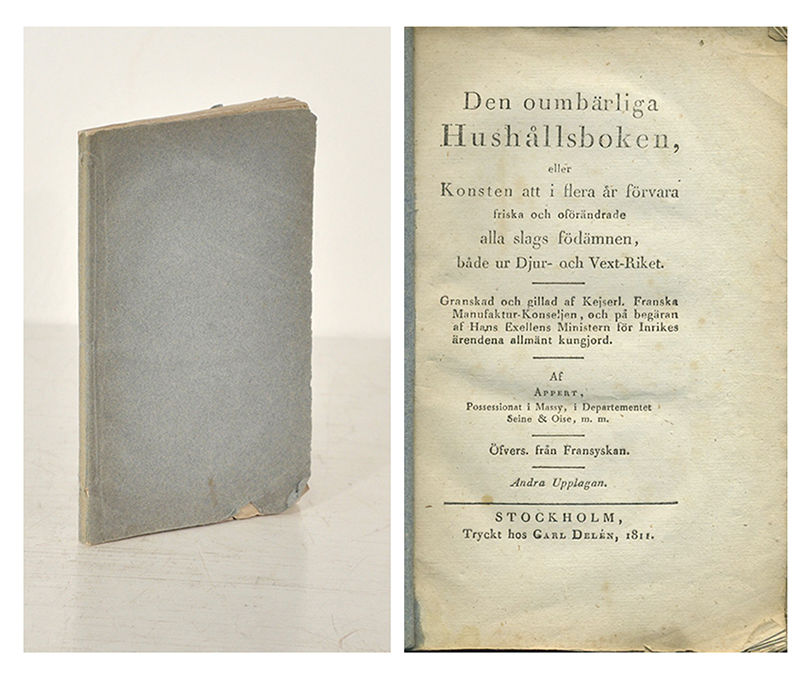 Den oumbärliga
Hushållsboken,
eller
Konsten att i flera år förvara
friska och oförändrade
alla slags födämnen,
både ur Djur- och Vext-Riket.
Granskad och gillad af Kejserl. Franska
Manufaktur-Konseljen, och på begäran
af Hans Exellens Ministern för Inrikes
ärendena allmänt kungjord.
Af
APPERT,
Possessionat i Massy, i Departementet
Seine & Oise, m. m.
Öfvers. från Fransyskan.
Andra Upplagan.
STOCKHOLM,
Tryckt hos CARL DELÉN, 1811.